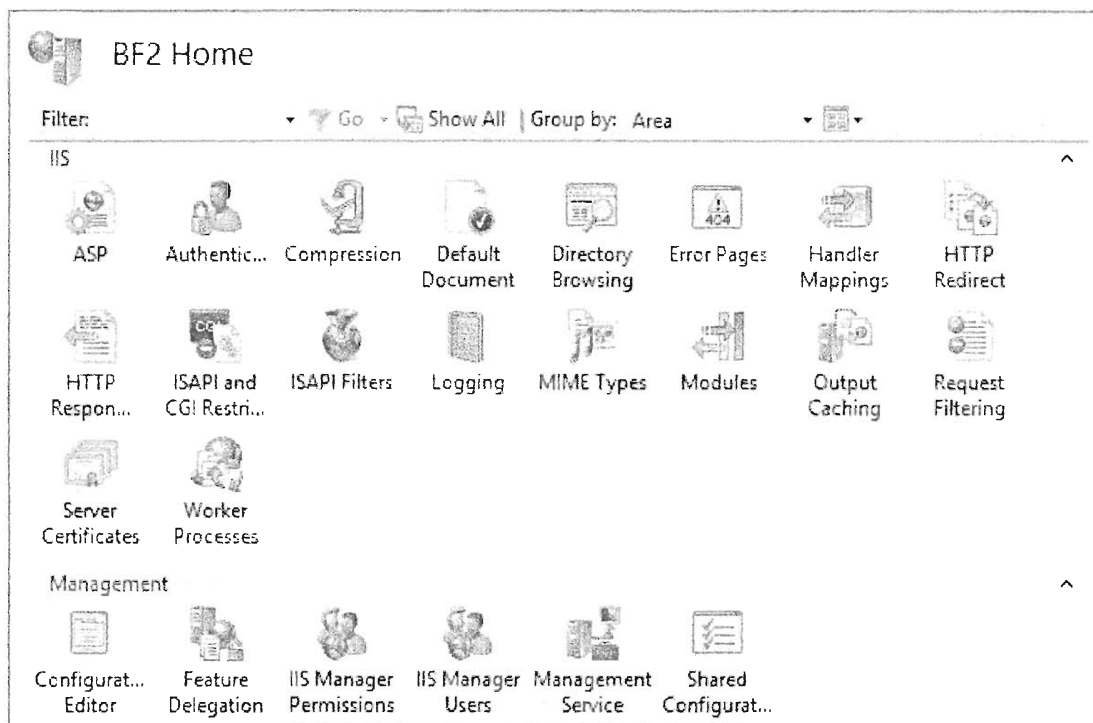 BF2 Home
Filter: Go Show All Group by: Area
IIS
ASP Authentic... Compression Default Document Directory Browsing Error Pages Handler Mappings HTTP Redirect
404
CGI
HTTP Respon... ISAPI and CGI Restri... ISAPI Filters Logging MIME Types Modules Output Caching Request Filtering
Server Certificates Worker Processes
Management
Configurat... Editor Feature Delegation IIS Manager Permissions IIS Manager Users Management Service Shared Configurat...